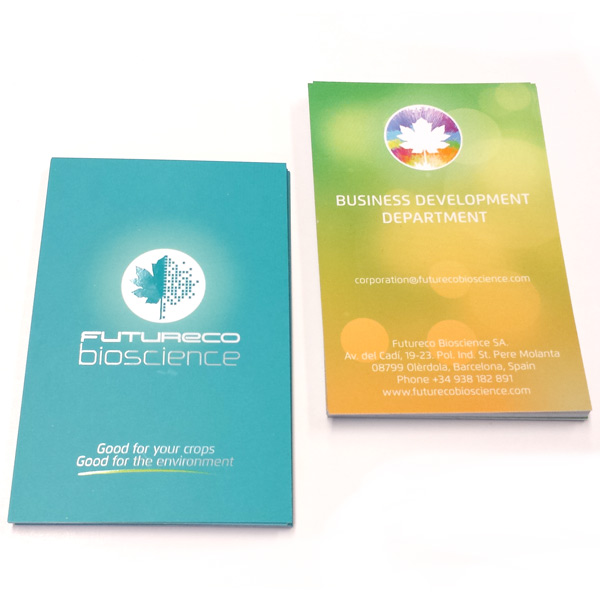 FUTURECO
bioscience
Good for your crops
Good for the environment
BUSINESS DEVELOPMENT
DEPARTMENT
corporation@futurecobioscience.com
Futureco Bioscience SA.
Av. del Cadí, 19-23. Pol. Ind. St. Pere Molanta
08799 Olèrdola, Barcelona, Spain
Phone +34 938 182 891
www.futurecobioscience.com